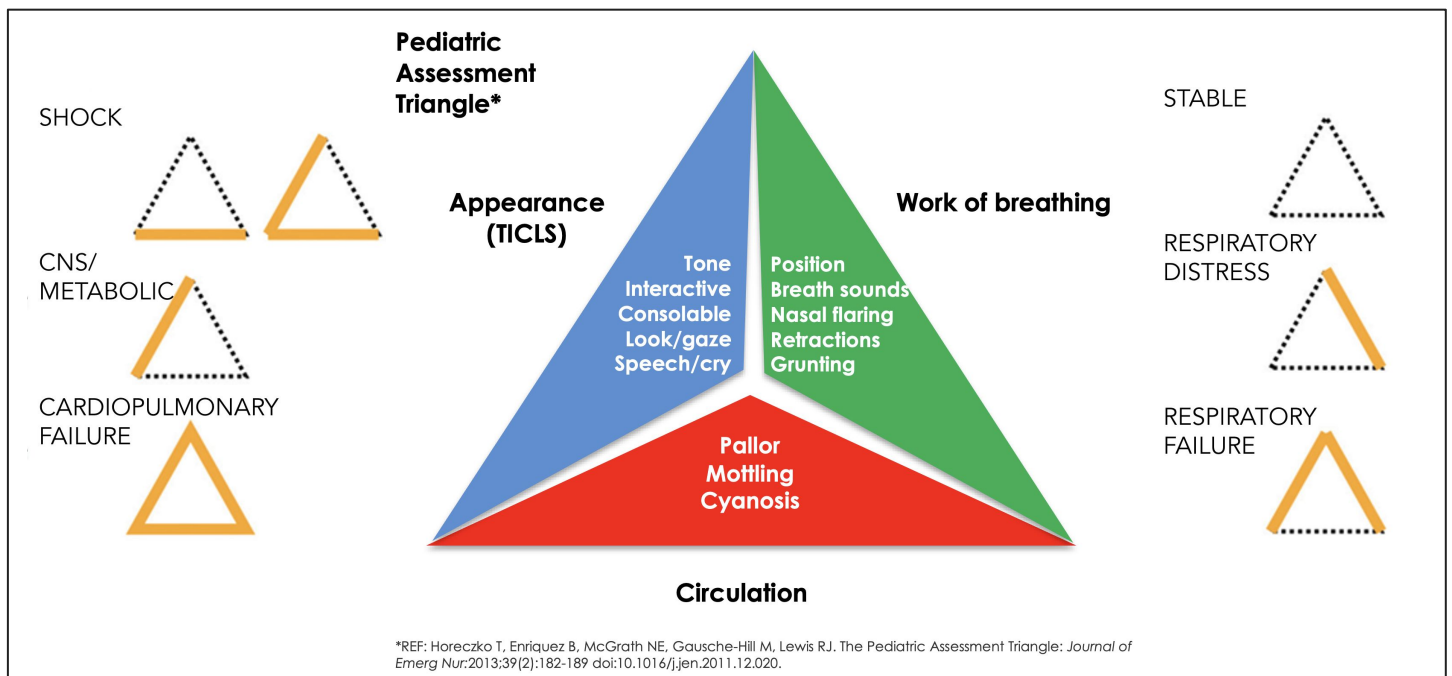 Pediatric
Assessment
Triangle*
SHOCK
CNS/
METABOLIC
CARDIOPULMONARY
FAILURE
Appearance
(TICLS)
Tone
Interactive
Consolable
Look/gaze
Speech/cry
Work of breathing
Position
Breath sounds
Nasal flaring
Retractions
Grunting
Pallor
Mottling
Cyanosis
Circulation
STABLE
RESPIRATORY
DISTRESS
RESPIRATORY
FAILURE
*REF: Horeczko T, Enriquez B, McGrath NE, Gausche-Hill M, Lewis RJ. The Pediatric Assessment Triangle: Journal of
Emerg Nur:2013;39(2):182-189 doi:10.1016/j.jen.2011.12.020.